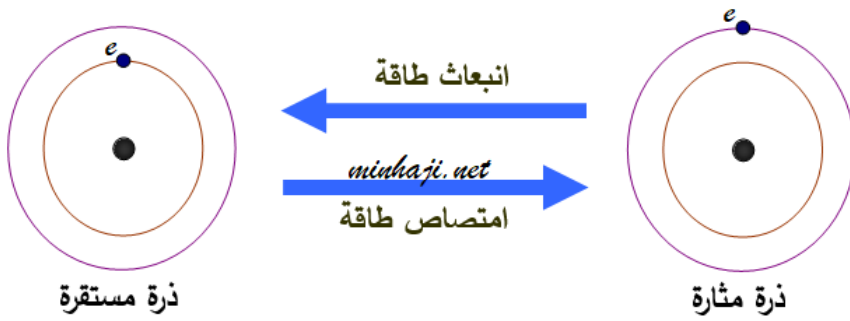 e
e
انبعاث طاقة
minhaji.net
امتصاص طاقة
ذرة مثارة
ذرة مستقرة